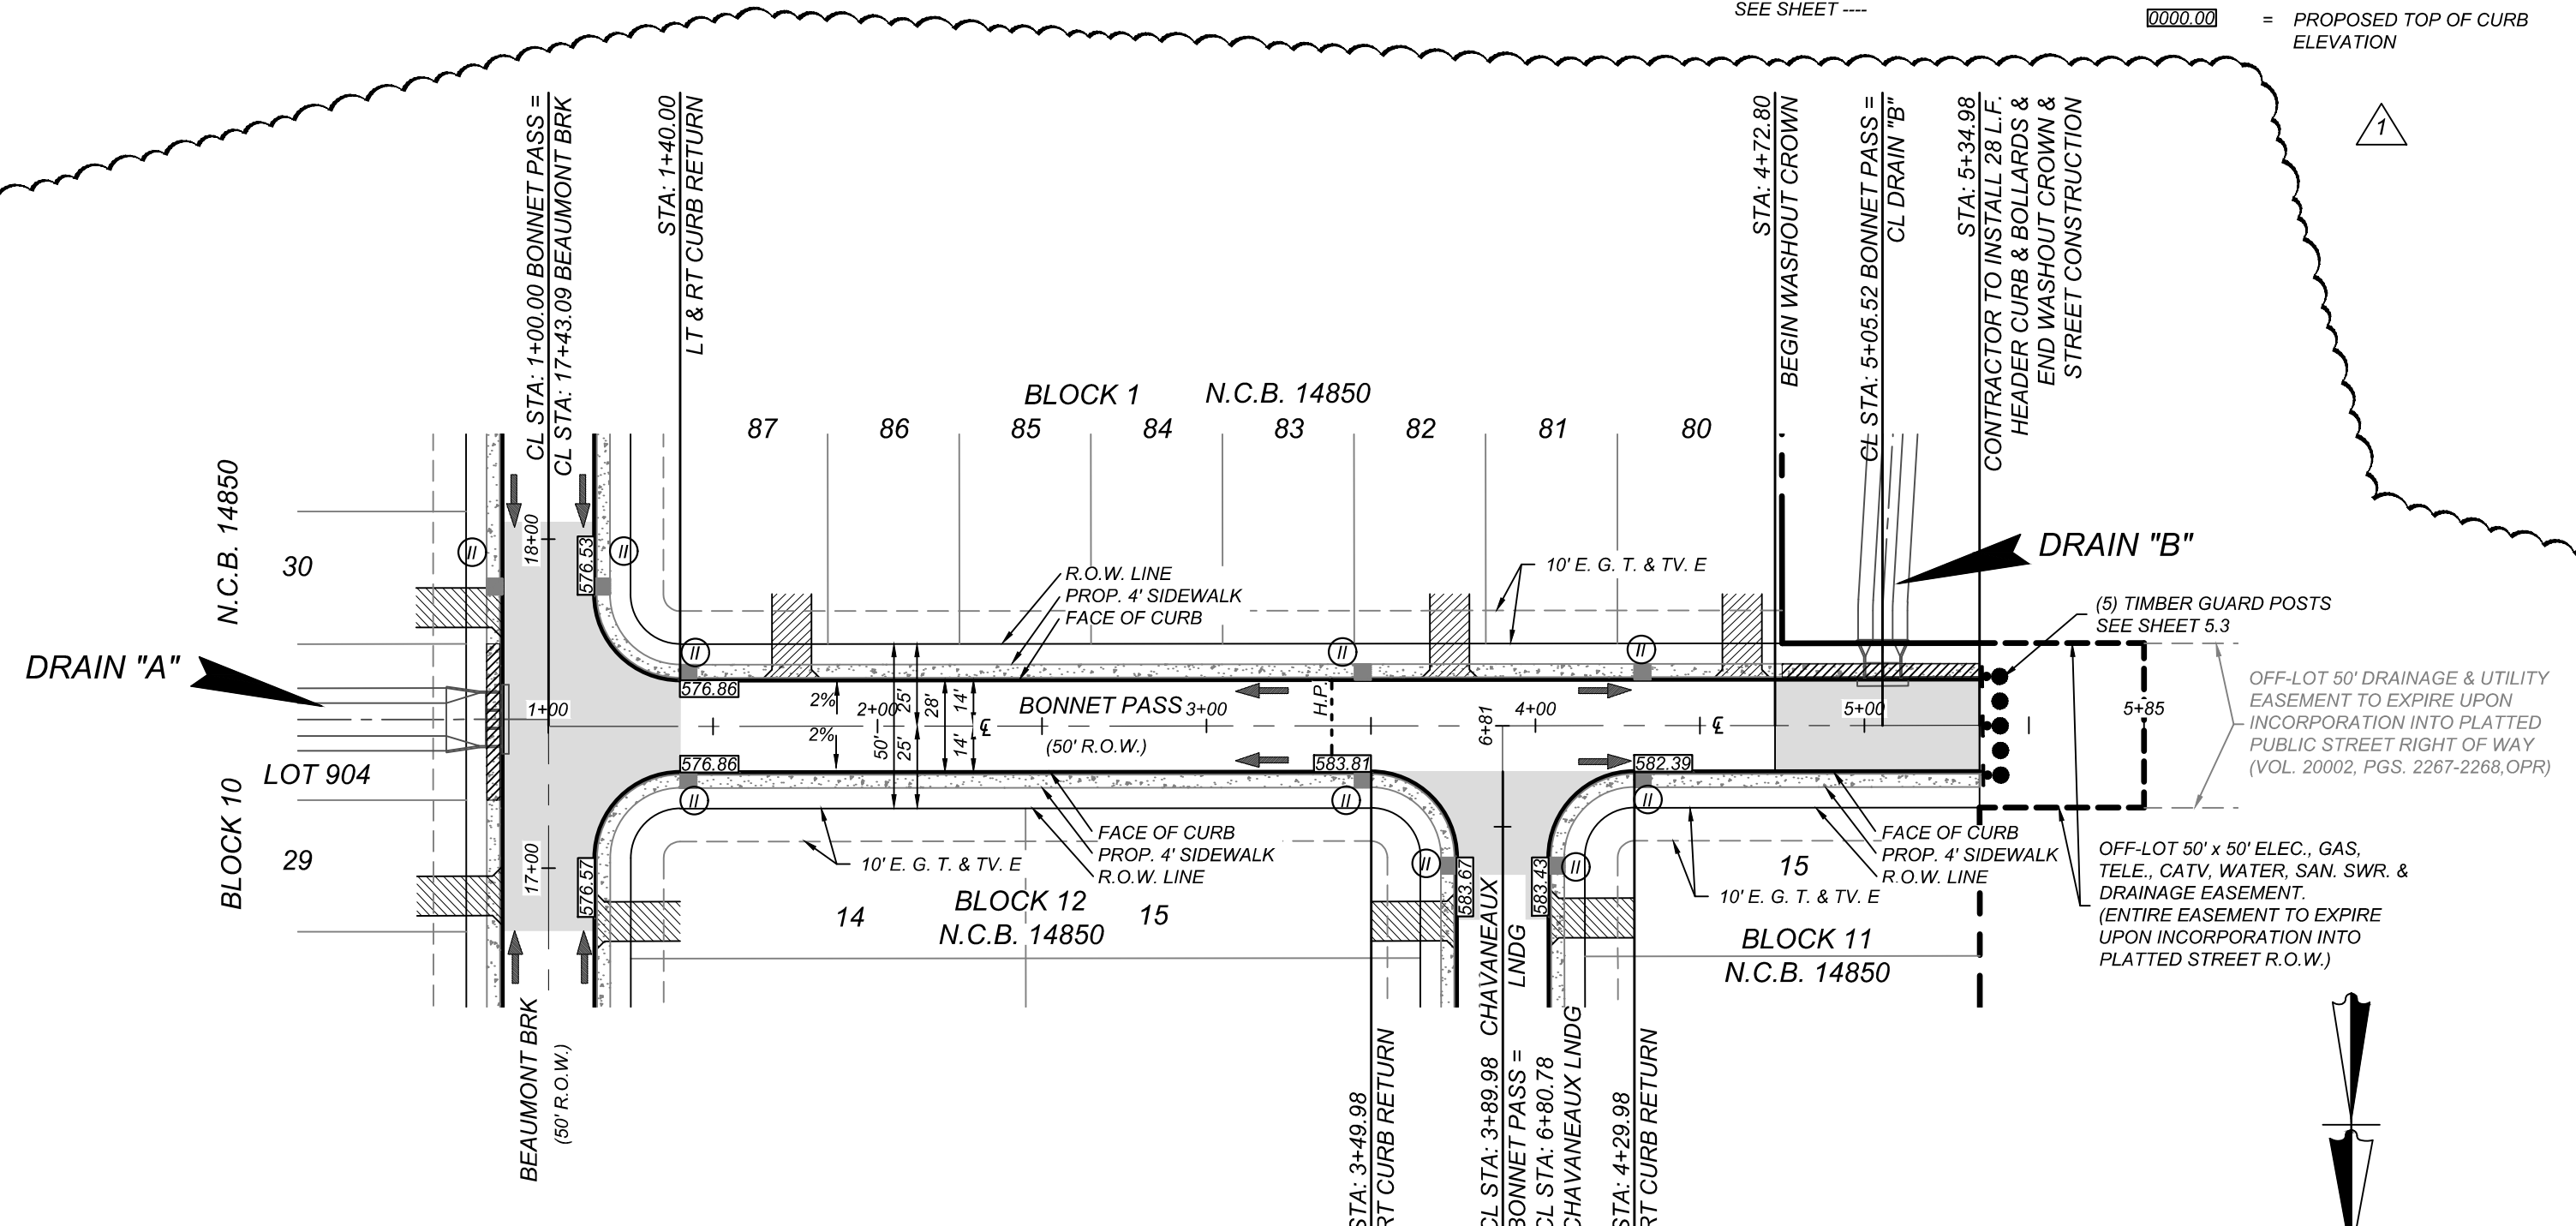 SEE SHEET ----
0000.00 = PROPOSED TOP OF CURB
ELEVATION
1
CL STA: 1+00.00 BONNET PASS =
CL STA: 17+43.09 BEAUMONT BRK
STA: 1+40.00
LT & RT CURB RETURN
STA: 4+72.80
BEGIN WASHOUT CROWN
CL STA: 5+05.52 BONNET PASS =
CL DRAIN "B"
STA: 5+34.98
CONTRACTOR TO INSTALL 28 L.F.
HEADER CURB & BOLLARDS &
END WASHOUT CROWN &
STREET CONSTRUCTION
BLOCK 1 N.C.B. 14850
87 86 85 84 83 82 81 80
N.C.B. 14850
30
II
18+00
576.53
II
R.O.W. LINE
PROP. 4' SIDEWALK
FACE OF CURB
10' E. G. T. & TV. E
DRAIN "B"
(5) TIMBER GUARD POSTS
SEE SHEET 5.3
DRAIN "A"
II
II
II
576.86
1+00
2%
2%
2+00
50'
25'
25'
28'
14'
14'
BONNET PASS
3+00
(50' R.O.W.)
H.P.
6+81
4+00
5+00
5+85
OFF-LOT 50' DRAINAGE & UTILITY
EASEMENT TO EXPIRE UPON
INCORPORATION INTO PLATTED
PUBLIC STREET RIGHT OF WAY
(VOL. 20002, PGS. 2267-2268,OPR)
576.86
583.81
582.39
LOT 904
II
II
II
BLOCK 10
29
17+00
576.57
FACE OF CURB
PROP. 4' SIDEWALK
R.O.W. LINE
10' E. G. T. & TV. E
BLOCK 12
N.C.B. 14850
14
15
II
583.67
583.43
II
FACE OF CURB
PROP. 4' SIDEWALK
R.O.W. LINE
15
10' E. G. T. & TV. E
BLOCK 11
N.C.B. 14850
OFF-LOT 50' x 50' ELEC., GAS,
TELE., CATV, WATER, SAN. SWR. &
DRAINAGE EASEMENT.
(ENTIRE EASEMENT TO EXPIRE
UPON INCORPORATION INTO
PLATTED STREET R.O.W.)
BEAUMONT BRK
(50' R.O.W.)
CHAVANEAUX
LNDG
STA: 3+49.98
RT CURB RETURN
CL STA: 3+89.98
BONNET PASS =
CL STA: 6+80.78
CHAVANEAUX LNDG
STA: 4+29.98
RT CURB RETURN